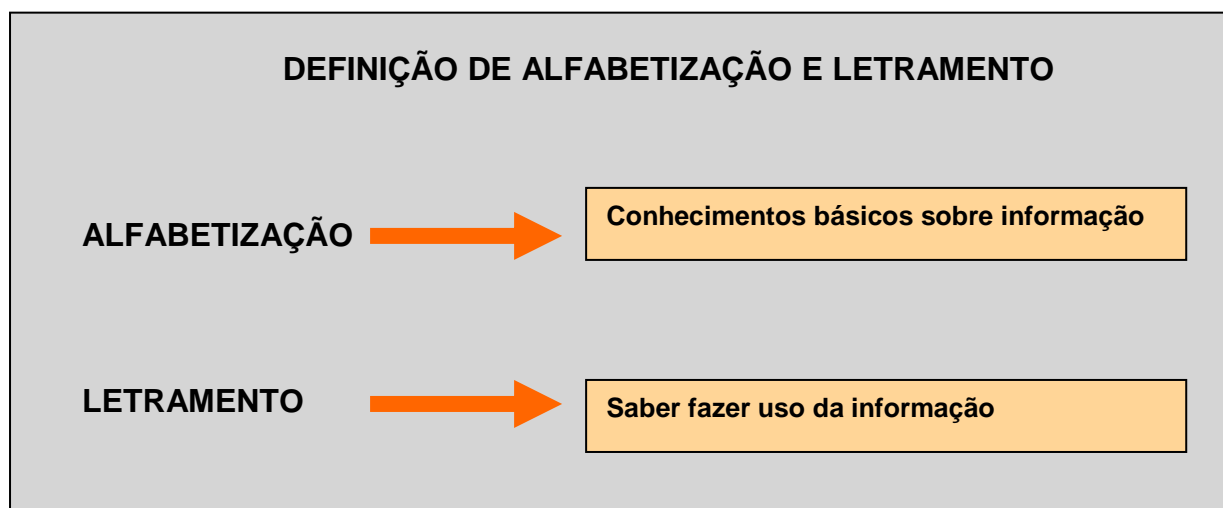 DEFINIÇÃO DE ALFABETIZAÇÃO E LETRAMENTO
ALFABETIZAÇÃO
Conhecimentos básicos sobre informação
LETRAMENTO
Saber fazer uso da informação